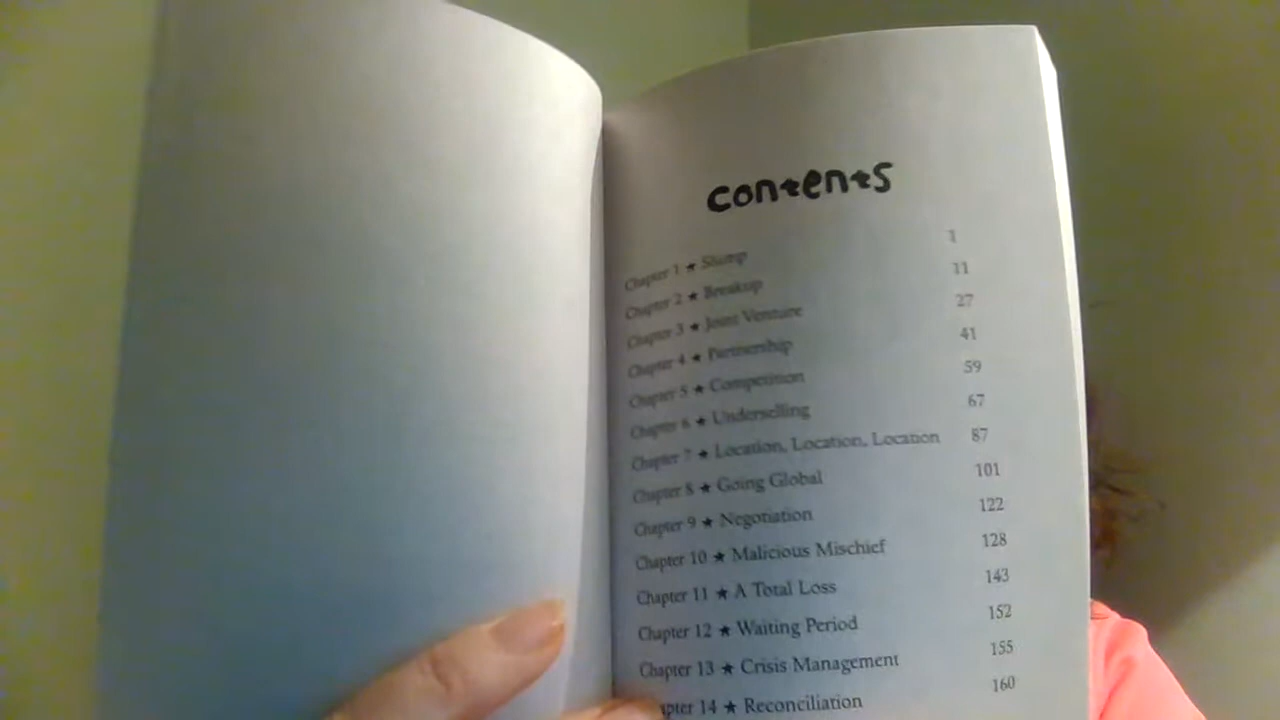 contents
Chapter 1 ★ Slump 1
Chapter 2 ★ Breakup 11
Chapter 3 ★ Joint Venture 27
Chapter 4 ★ Partnership 41
Chapter 5 ★ Competition 59
Chapter 6 ★ Underselling 67
Chapter 7 ★ Location, Location, Location 87
Chapter 8 ★ Going Global 101
Chapter 9 ★ Negotiation 122
Chapter 10 ★ Malicious Mischief 128
Chapter 11 ★ A Total Loss 143
Chapter 12 ★ Waiting Period 152
Chapter 13 ★ Crisis Management 155
apter 14 ★ Reconciliation 160